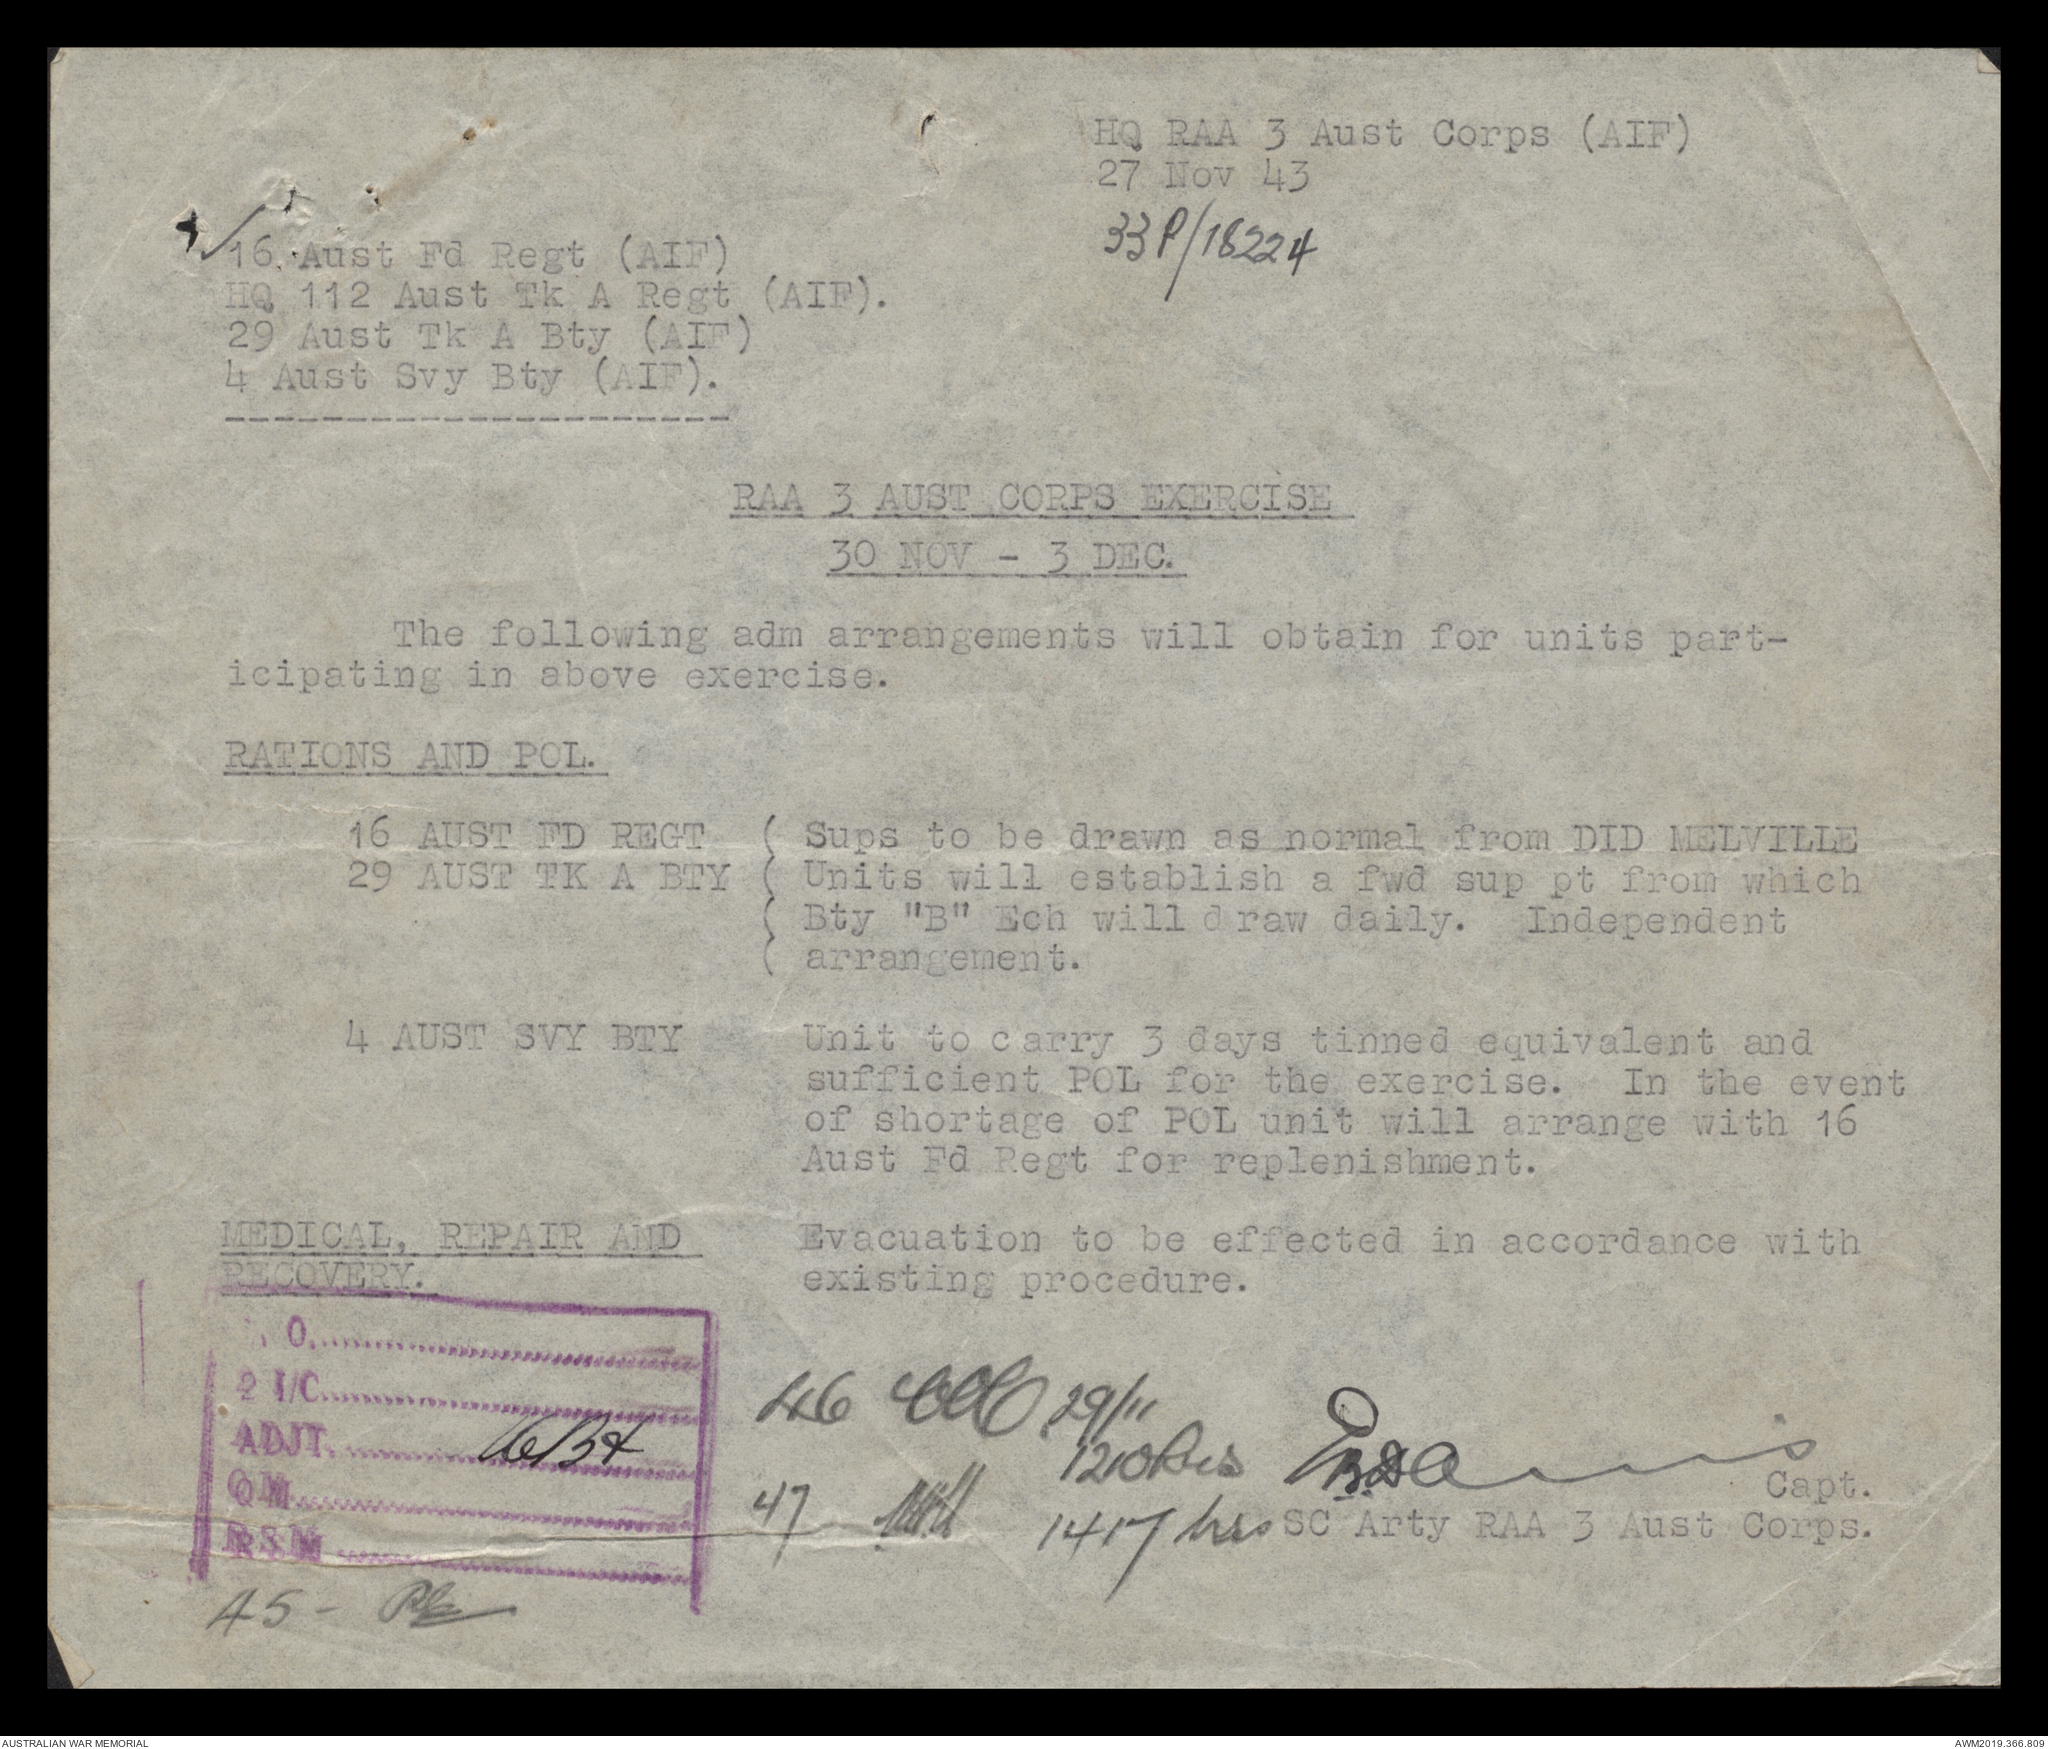 HQ RAA 3 Aust Corps (AIF)
27 Nov 43
33P/18224
16 Aust Fd Regt (AIF)
HQ 112 Aust Tk A Regt (AIF).
29 Aust Tk A Bty (AIF)
4 Aust Svy Bty (AIF).
---------------------
RAA 3 AUST CORPS EXERCISE
30 NOV - 3 DEC.
The following adm arrangements will obtain for units part-
icipating in above exercise.
RATIONS AND POL.
16 AUST FD REGT ( Sups to be drawn as normal from DID MELVILLE
29 AUST TK A BTY ( Units will establish a fwd sup pt from which
( Bty "B" Ech will d raw daily. Independent
( arrangement.
4 AUST SVY BTY Unit to c arry 3 days tinned equivalent and
sufficient POL for the exercise. In the event
of shortage of POL unit will arrange with 16
Aust Fd Regt for replenishment.
MEDICAL, REPAIR AND Evacuation to be effected in accordance with
RECOVERY. existing procedure.
O.
2 I/C
ADJT.
QM
RSM
46 29/11
1210 hrs
Capt.
47 1417 hrs SC Arty RAA 3 Aust Corps.
A5 -
AUSTRALIAN WAR MEMORIAL
AWM2019.366.809